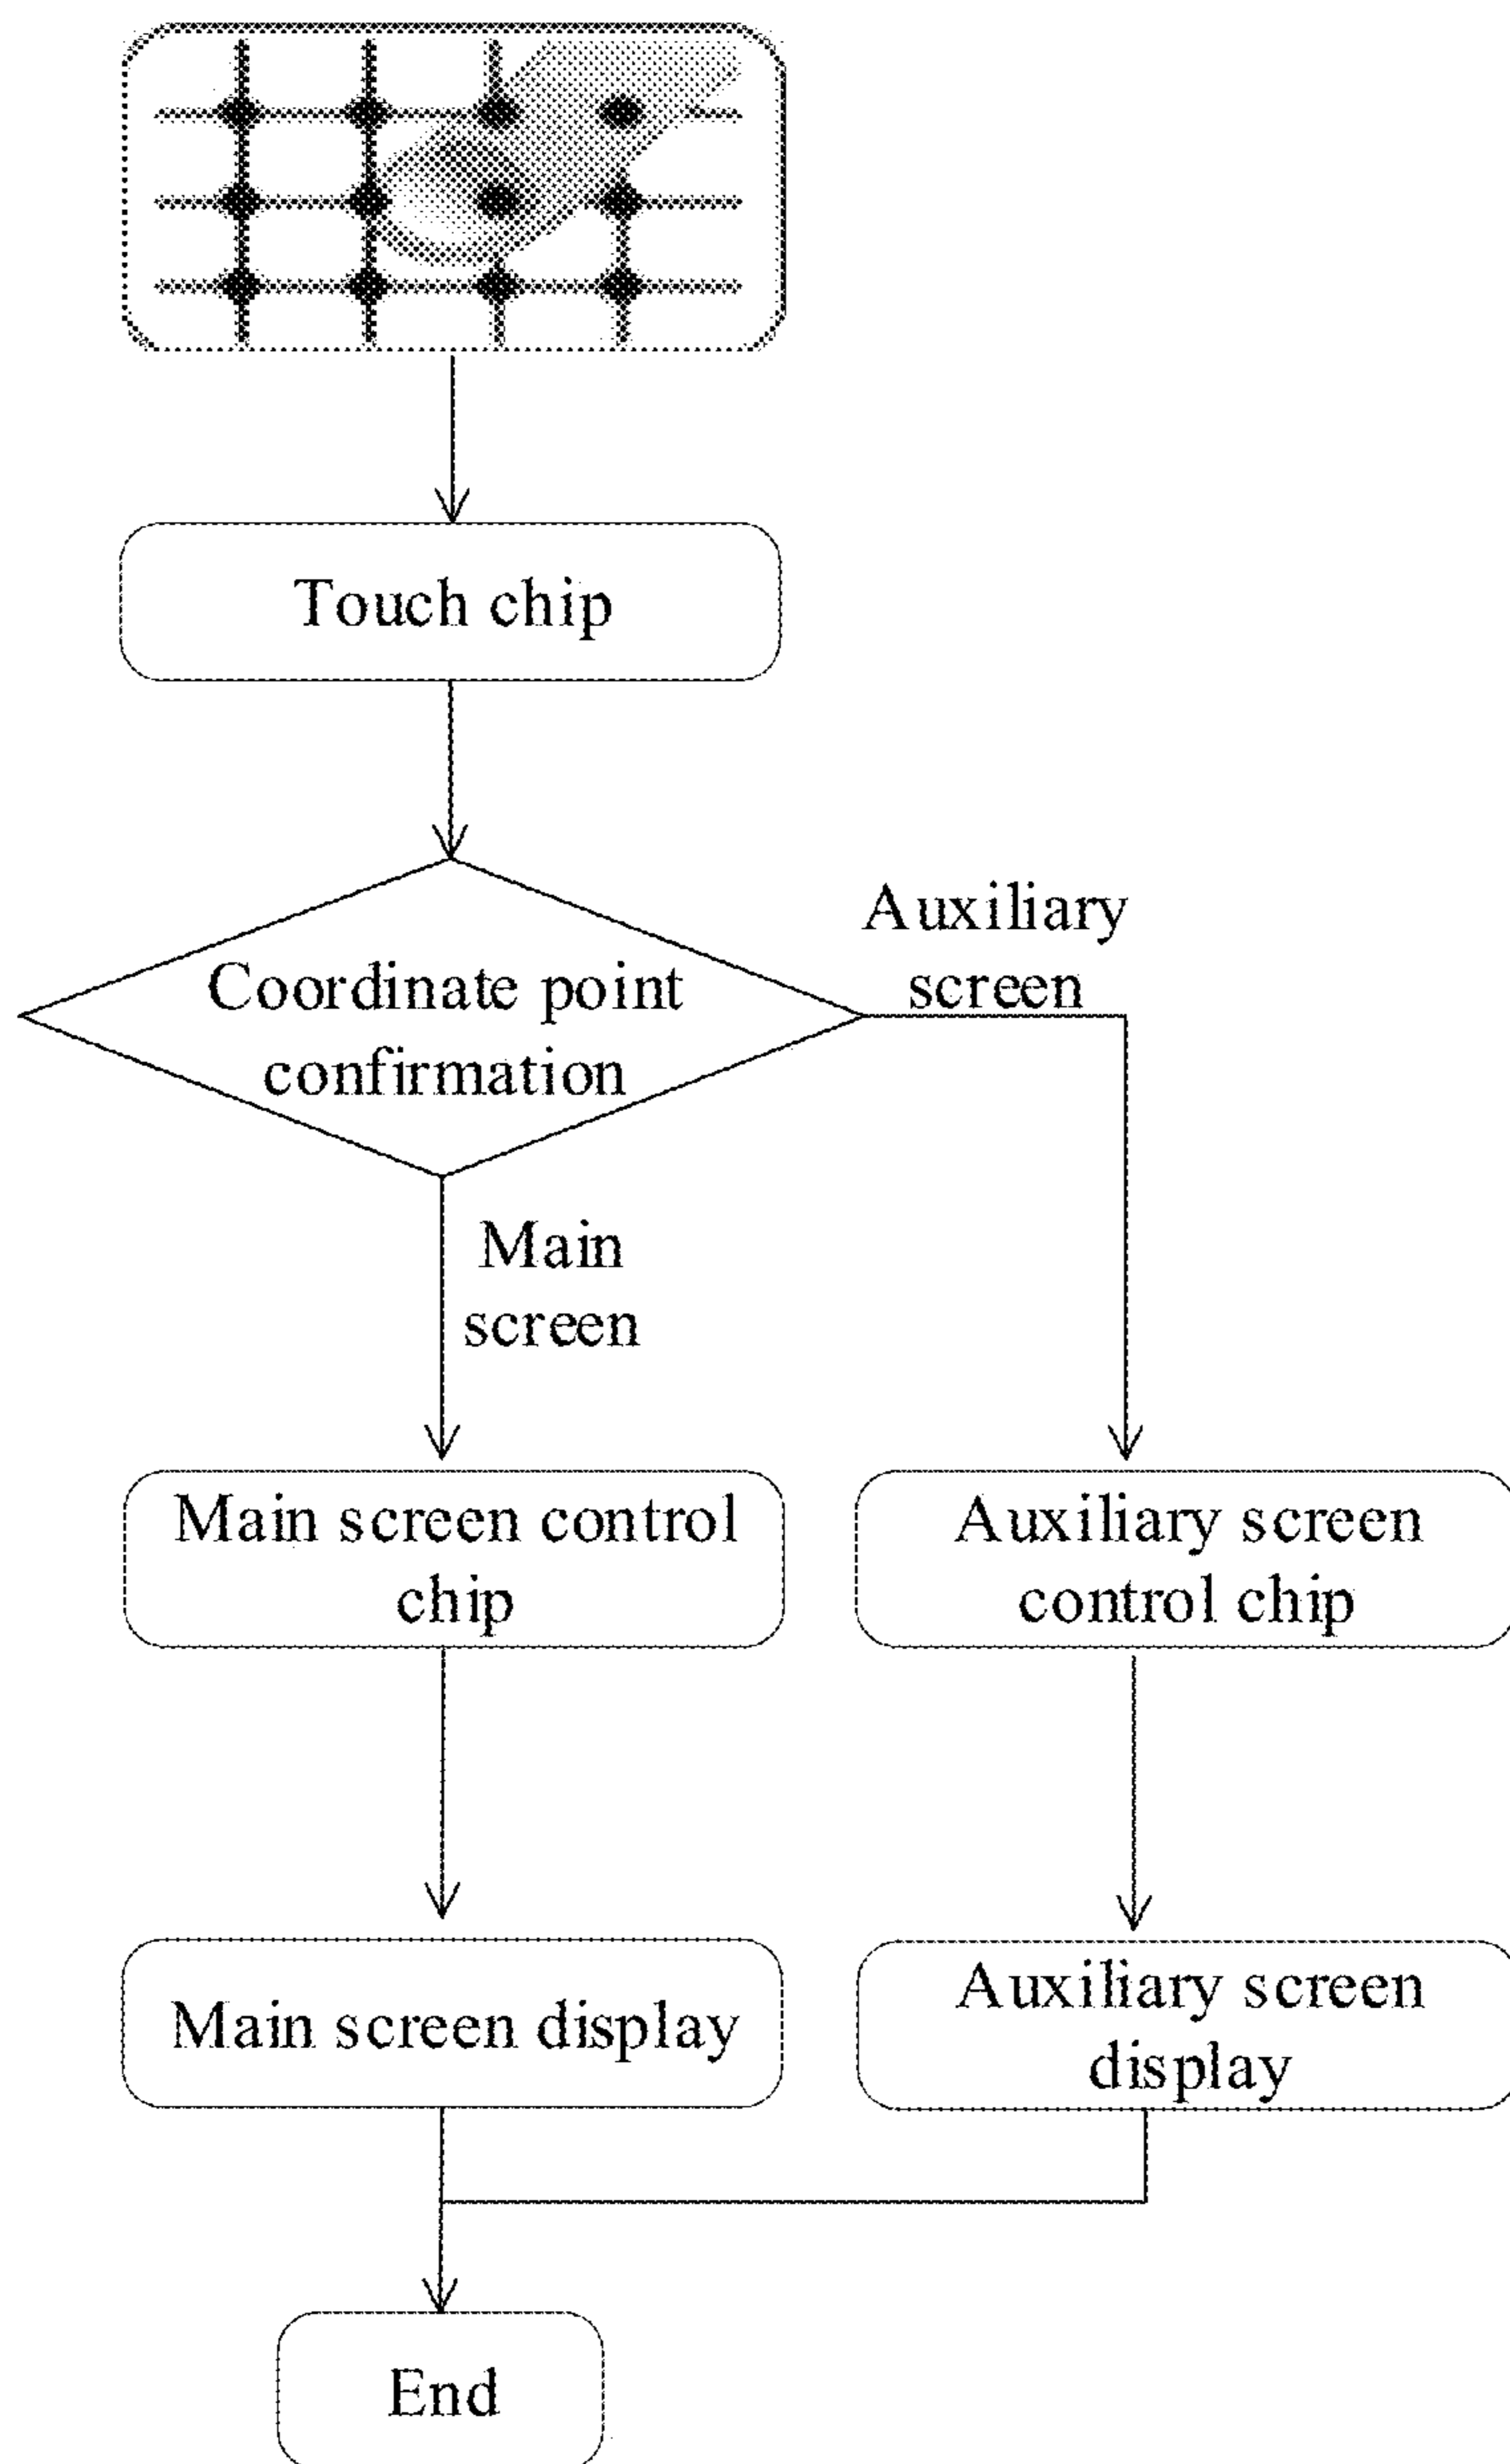 Touch chip
Coordinate point
confirmation
Auxiliary
screen
Main
screen
Main screen control
chip
Auxiliary screen
control chip
Main screen display
Auxiliary screen
display
End